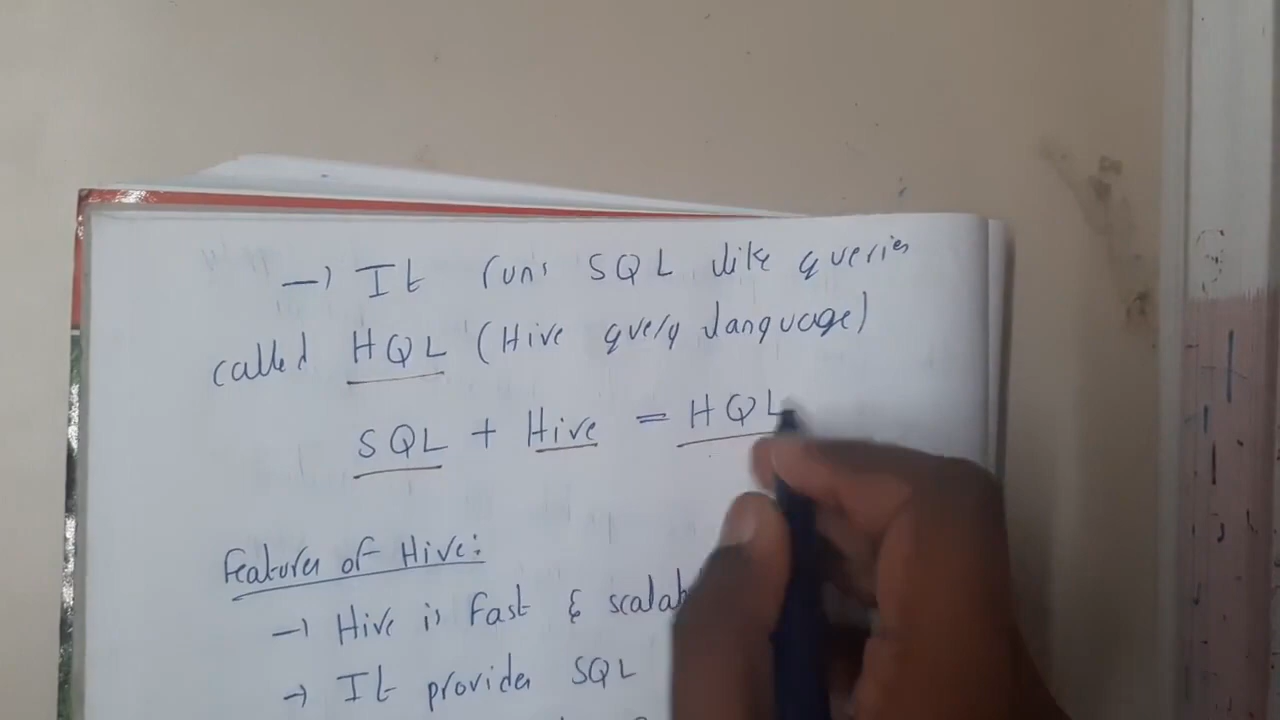 → It runs SQL like queries
called HQL (Hive query language)
SQL + Hive = HQL
Features of Hive:
→ Hive is Fast & scalab
→ It provides SQL